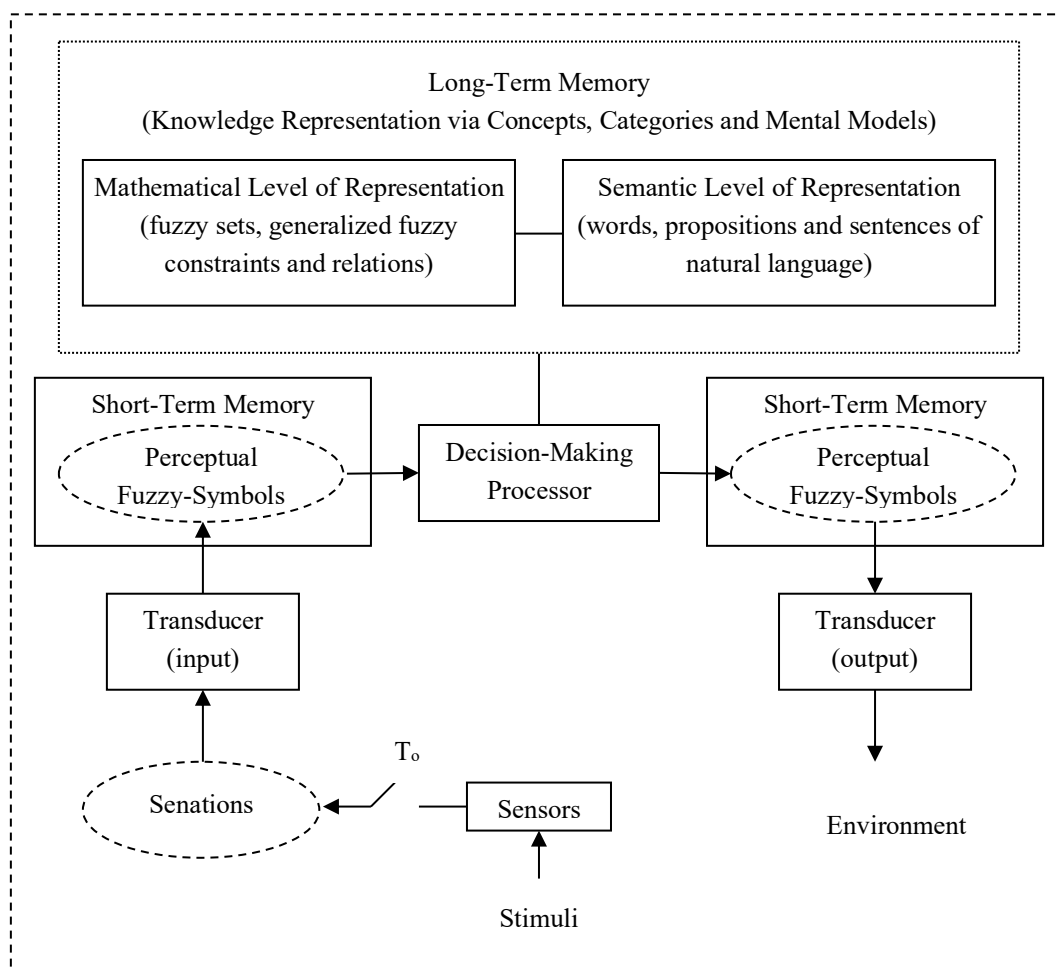 Long-Term Memory
(Knowledge Representation via Concepts, Categories and Mental Models)
Mathematical Level of Representation
(fuzzy sets, generalized fuzzy
constraints and relations)
Semantic Level of Representation
(words, propositions and sentences of
natural language)
Short-Term Memory
Perceptual
Fuzzy-Symbols
Decision-Making
Processor
Short-Term Memory
Perceptual
Fuzzy-Symbols
Transducer
(input)
Transducer
(output)
Tₒ
Senations
Sensors
Environment
Stimuli